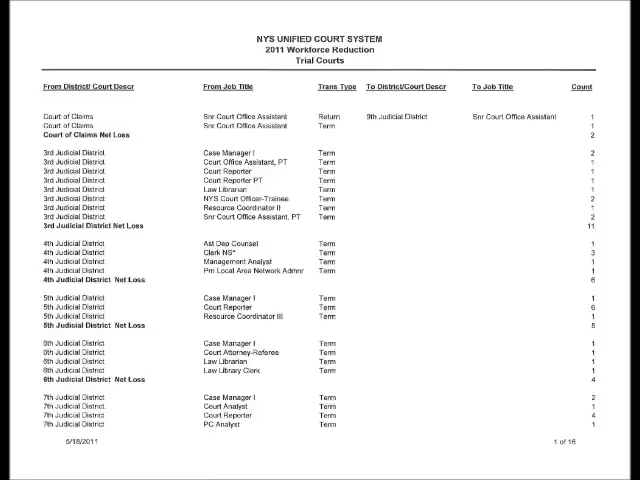 NYS UNIFIED COURT SYSTEM
2011 Workforce Reduction
Trial Courts
From District/ Court Descr From Job Title Trans Type To District/Court Descr To Job Title Count
Court of Claims Snr Court Office Assistant Return 9th Judicial District Snr Court Office Assistant 1
Court of Claims Snr Court Office Assistant Term 1
Court of Claims Net Loss 2
3rd Judicial District Case Manager I Term 2
3rd Judicial District Court Office Assistant, PT Term 1
3rd Judicial District Court Reporter Term 1
3rd Judicial District Court Reporter PT Term 1
3rd Judicial District Law Librarian Term 1
3rd Judicial District NYS Court Officer-Trainee Term 2
3rd Judicial District Resource Coordinator II Term 1
3rd Judicial District Snr Court Office Assistant, PT Term 2
3rd Judicial District Net Loss 11
4th Judicial District Ast Dep Counsel Term 1
4th Judicial District Clerk NS* Term 3
4th Judicial District Management Analyst Term 1
4th Judicial District Prn Local Area Network Admnr Term 1
4th Judicial District Net Loss 6
5th Judicial District Case Manager I Term 1
5th Judicial District Court Reporter Term 6
5th Judicial District Resource Coordinator III Term 1
5th Judicial District Net Loss 8
6th Judicial District Case Manager I Term 1
6th Judicial District Court Attorney-Referee Term 1
6th Judicial District Law Librarian Term 1
6th Judicial District Law Library Clerk Term 1
6th Judicial District Net Loss 4
7th Judicial District Case Manager I Term 2
7th Judicial District Court Analyst Term 1
7th Judicial District Court Reporter Term 4
7th Judicial District PC Analyst Term 1
5/18/2011 1 of 16